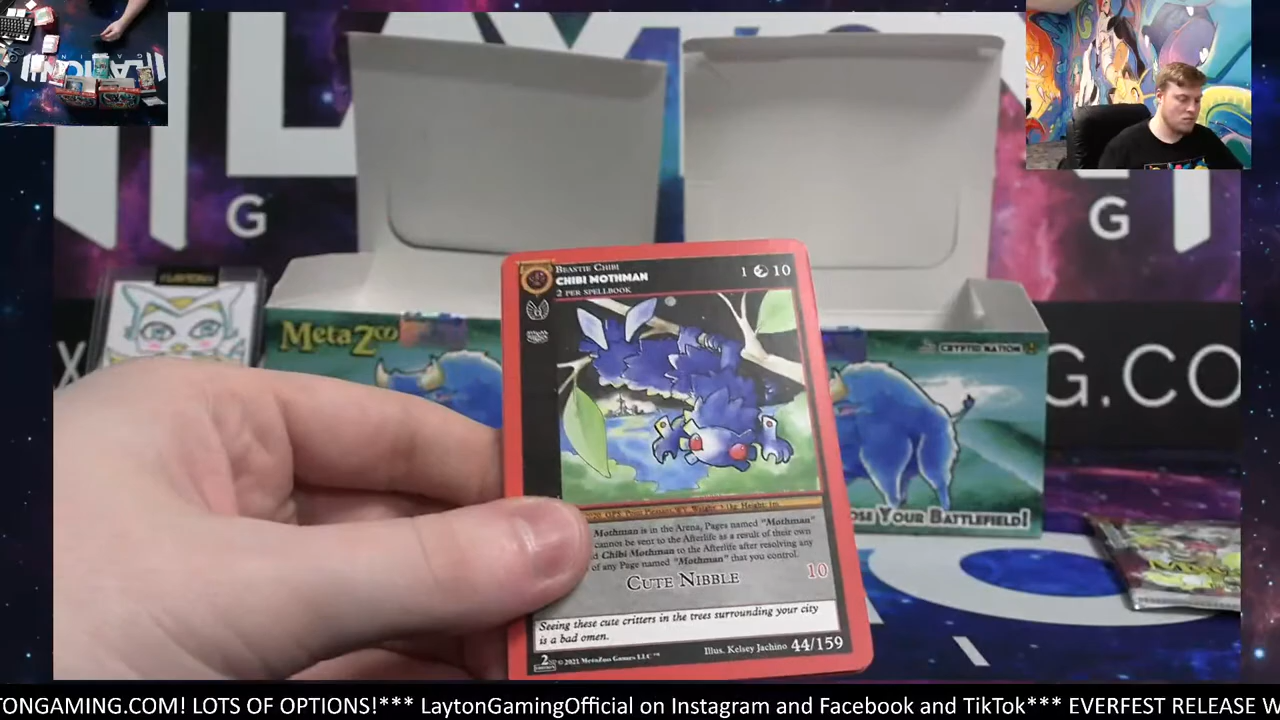 G
G
MetaZoo
CRYPTID NATION
G.CO
OSE YOUR BATTLEFIELD!
BEASTIE CHIBI
CHIBI MOTHMAN
2 PER SPELLBOOK
1 10
Mothman is in the Arena, Pages named "Mothman"
cannot be sent to the Afterlife as a result of their own
Chibi Mothman to the Afterlife after resolving any
of any Page named "Mothman" that you control.
CUTE NIBBLE
10
Seeing these cute critters in the trees surrounding your city
is a bad omen.
Illus. Kelsey Jachino 44/159
2 © 2021 MetaZoo Games LLC™
TONGAMING.COM! LOTS OF OPTIONS!*** LaytonGamingOfficial on Instagram and Facebook and TikTok*** EVERFEST RELEASE W